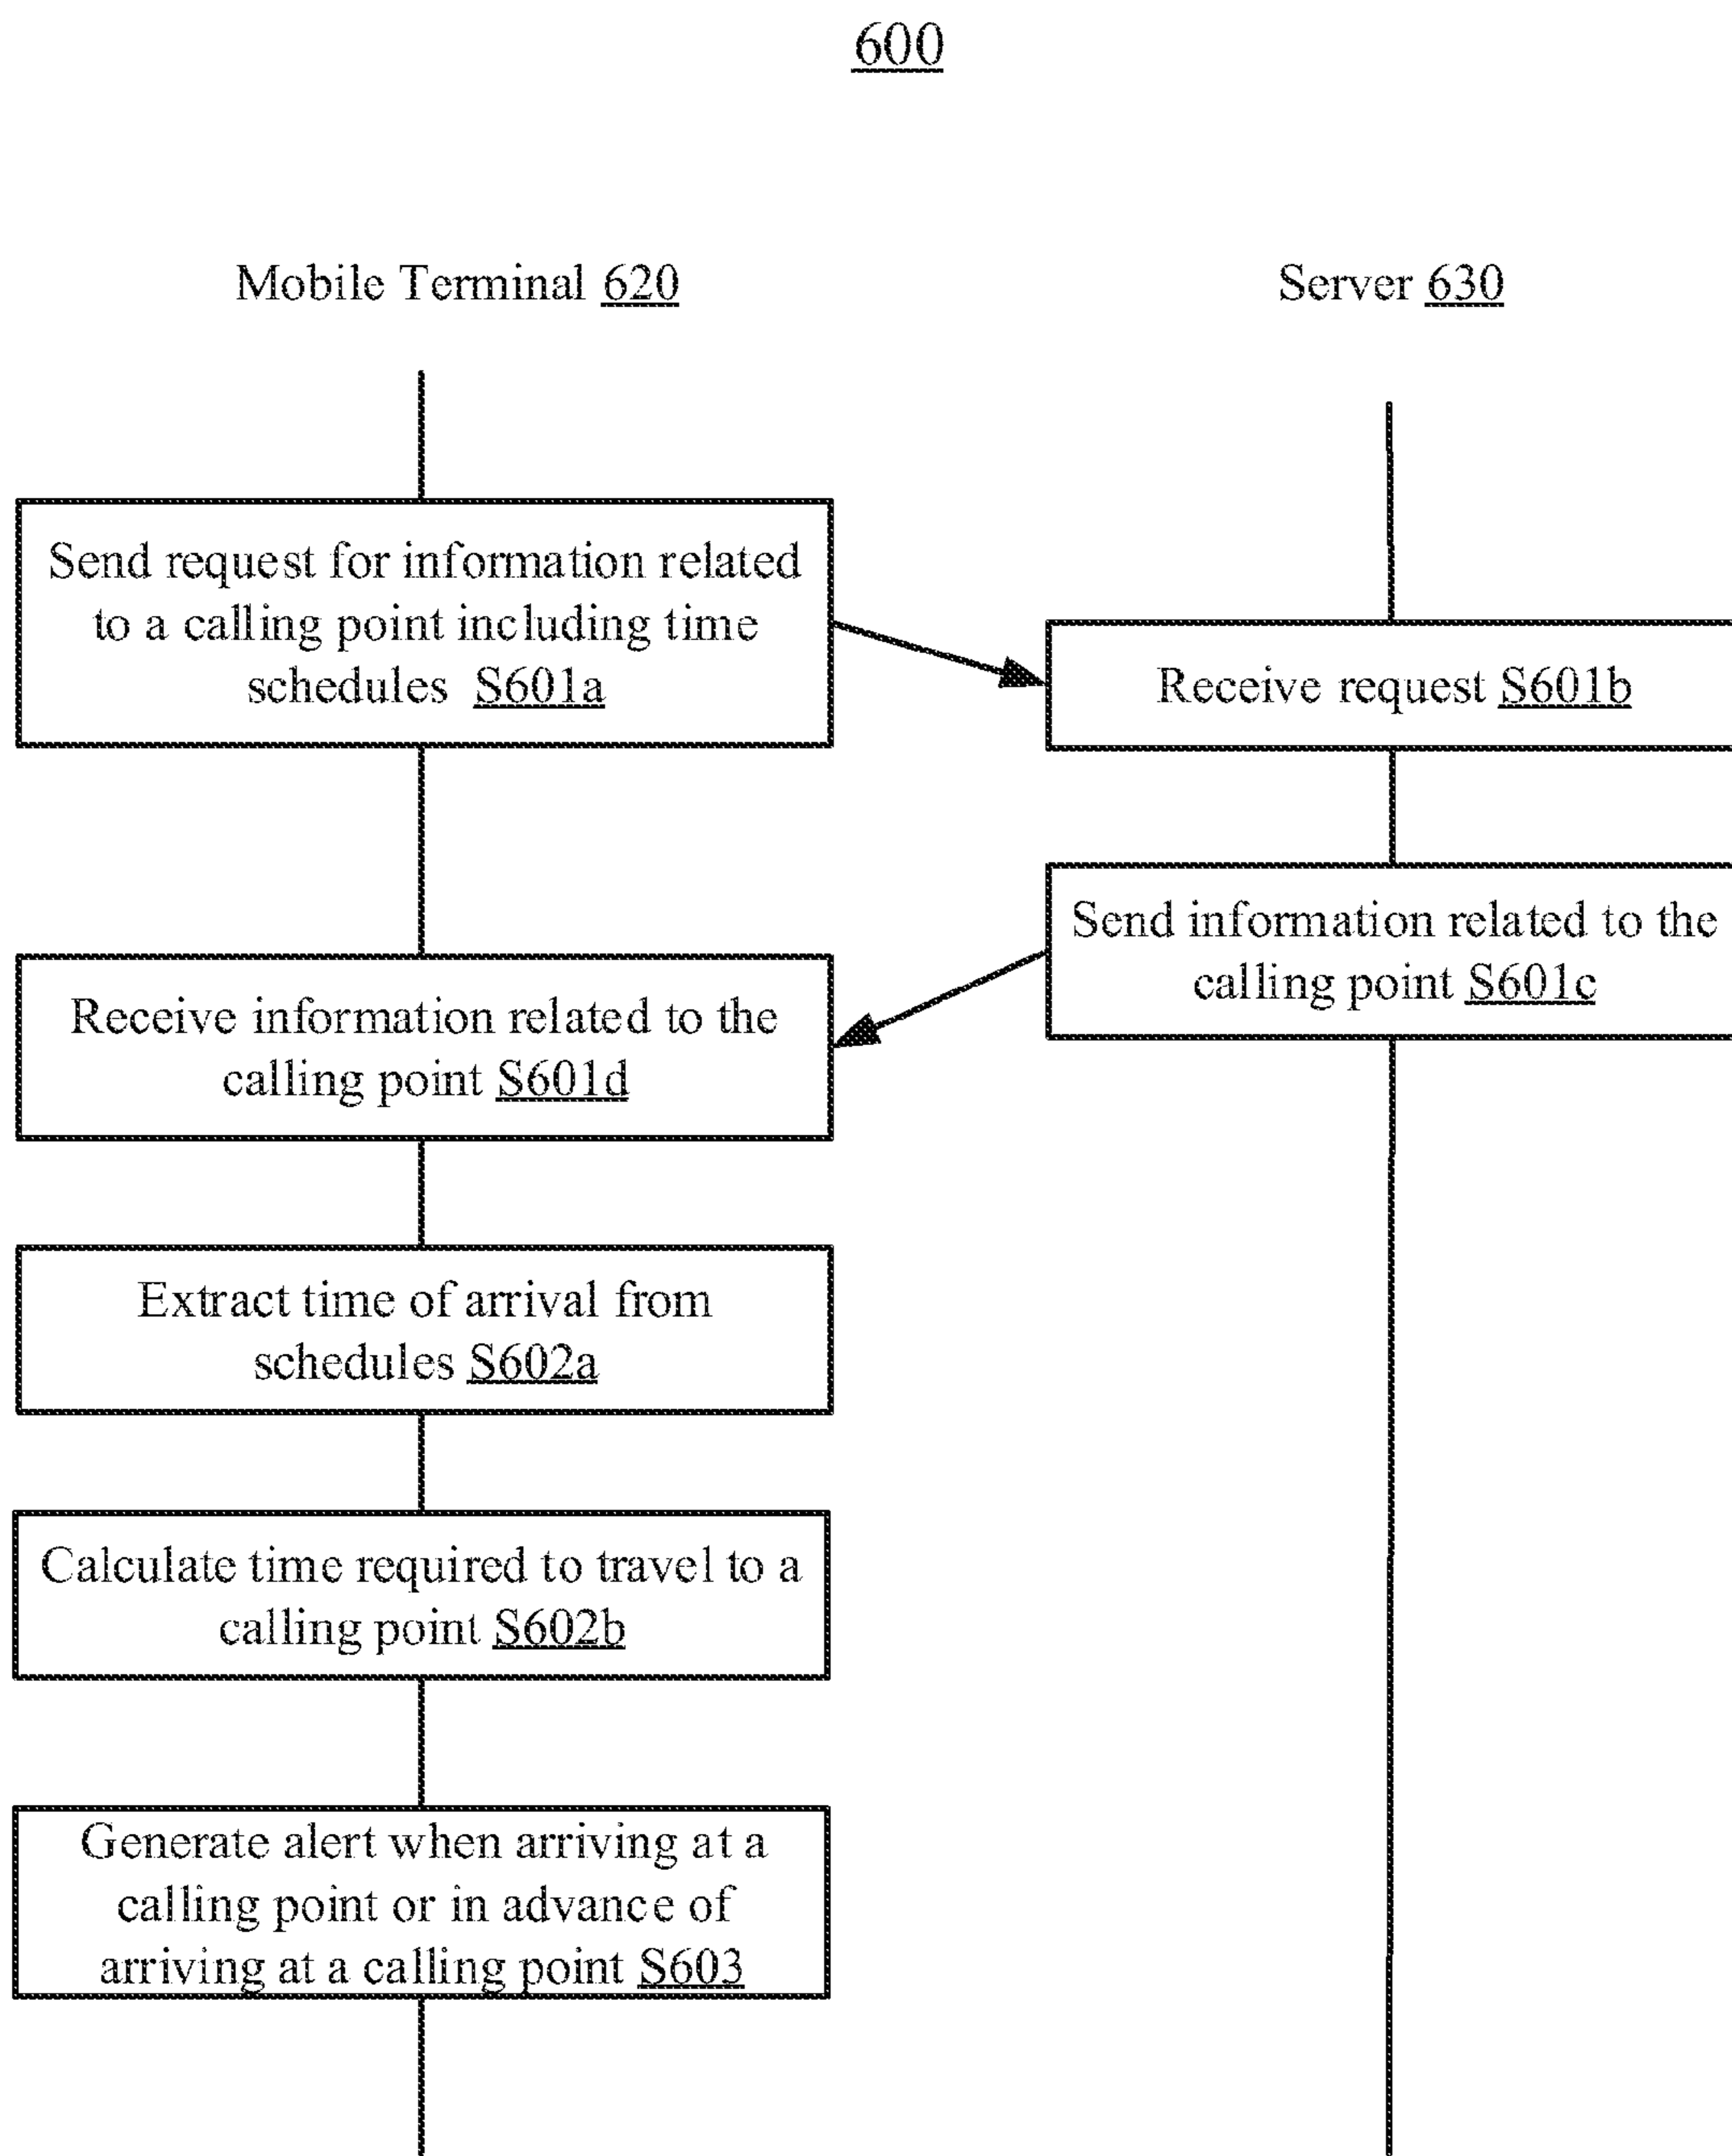 600
Mobile Terminal 620
Server 630
Send request for information related
to a calling point including time
schedules S601a
Receive request S601b
Send information related to the
calling point S601c
Receive information related to the
calling point S601d
Extract time of arrival from
schedules S602a
Calculate time required to travel to a
calling point S602b
Generate alert when arriving at a
calling point or in advance of
arriving at a calling point S603